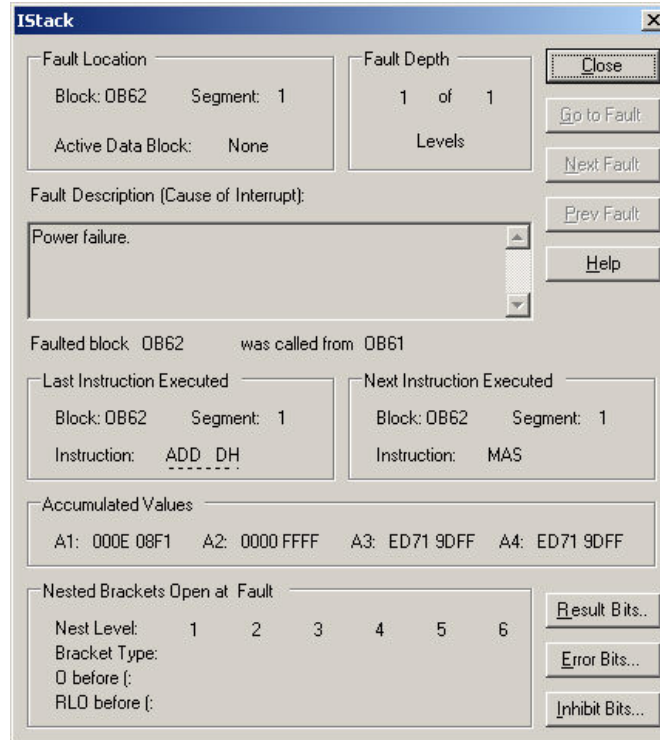 IStack
Fault Location
Block: OB62 Segment: 1
Active Data Block: None
Fault Depth
1 of 1
Levels
Close
Go to Fault
Next Fault
Prev Fault
Help
Fault Description (Cause of Interrupt):
Power failure.
Faulted block OB62 was called from OB61
Last Instruction Executed
Block: OB62 Segment: 1
Instruction: ADD DH
Next Instruction Executed
Block: OB62 Segment: 1
Instruction: MAS
Accumulated Values
A1: 000E 08F1 A2: 0000 FFFF A3: ED71 9DFF A4: ED71 9DFF
Nested Brackets Open at Fault
Nest Level: 1 2 3 4 5 6
Bracket Type:
O before (:
RLO before (:
Result Bits..
Error Bits...
Inhibit Bits...